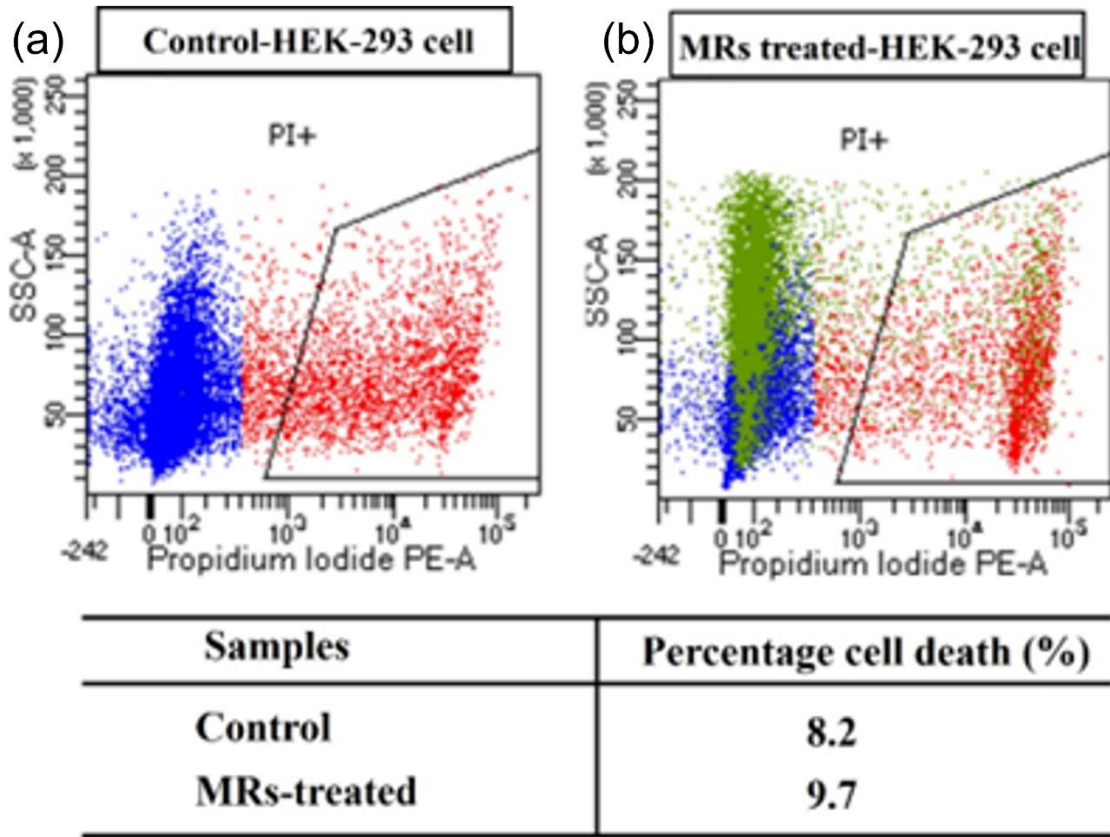 (a)
Control-HEK-293 cell
PI+
SSC-A
(x 1,000)
250
200
150
100
50
-242
0 10²
10³
10⁴
10⁵
Propidium Iodide PE-A
(b)
MRs treated-HEK-293 cell
PI+
SSC-A
(x 1,000)
250
200
150
100
50
-242
0 10²
10³
10⁴
10⁵
Propidium Iodide PE-A
Samples Percentage cell death (%)
Control 8.2
MRs-treated 9.7